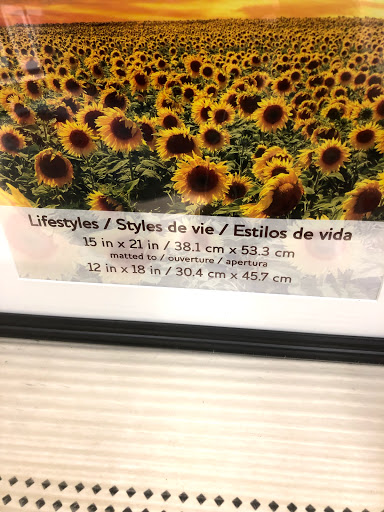 Lifestyles / Styles de vie / Estilos de vida
15 in x 21 in / 38.1 cm x 53.3 cm
matted to / ouverture / apertura
12 in x 18 in / 30.4 cm x 45.7 cm